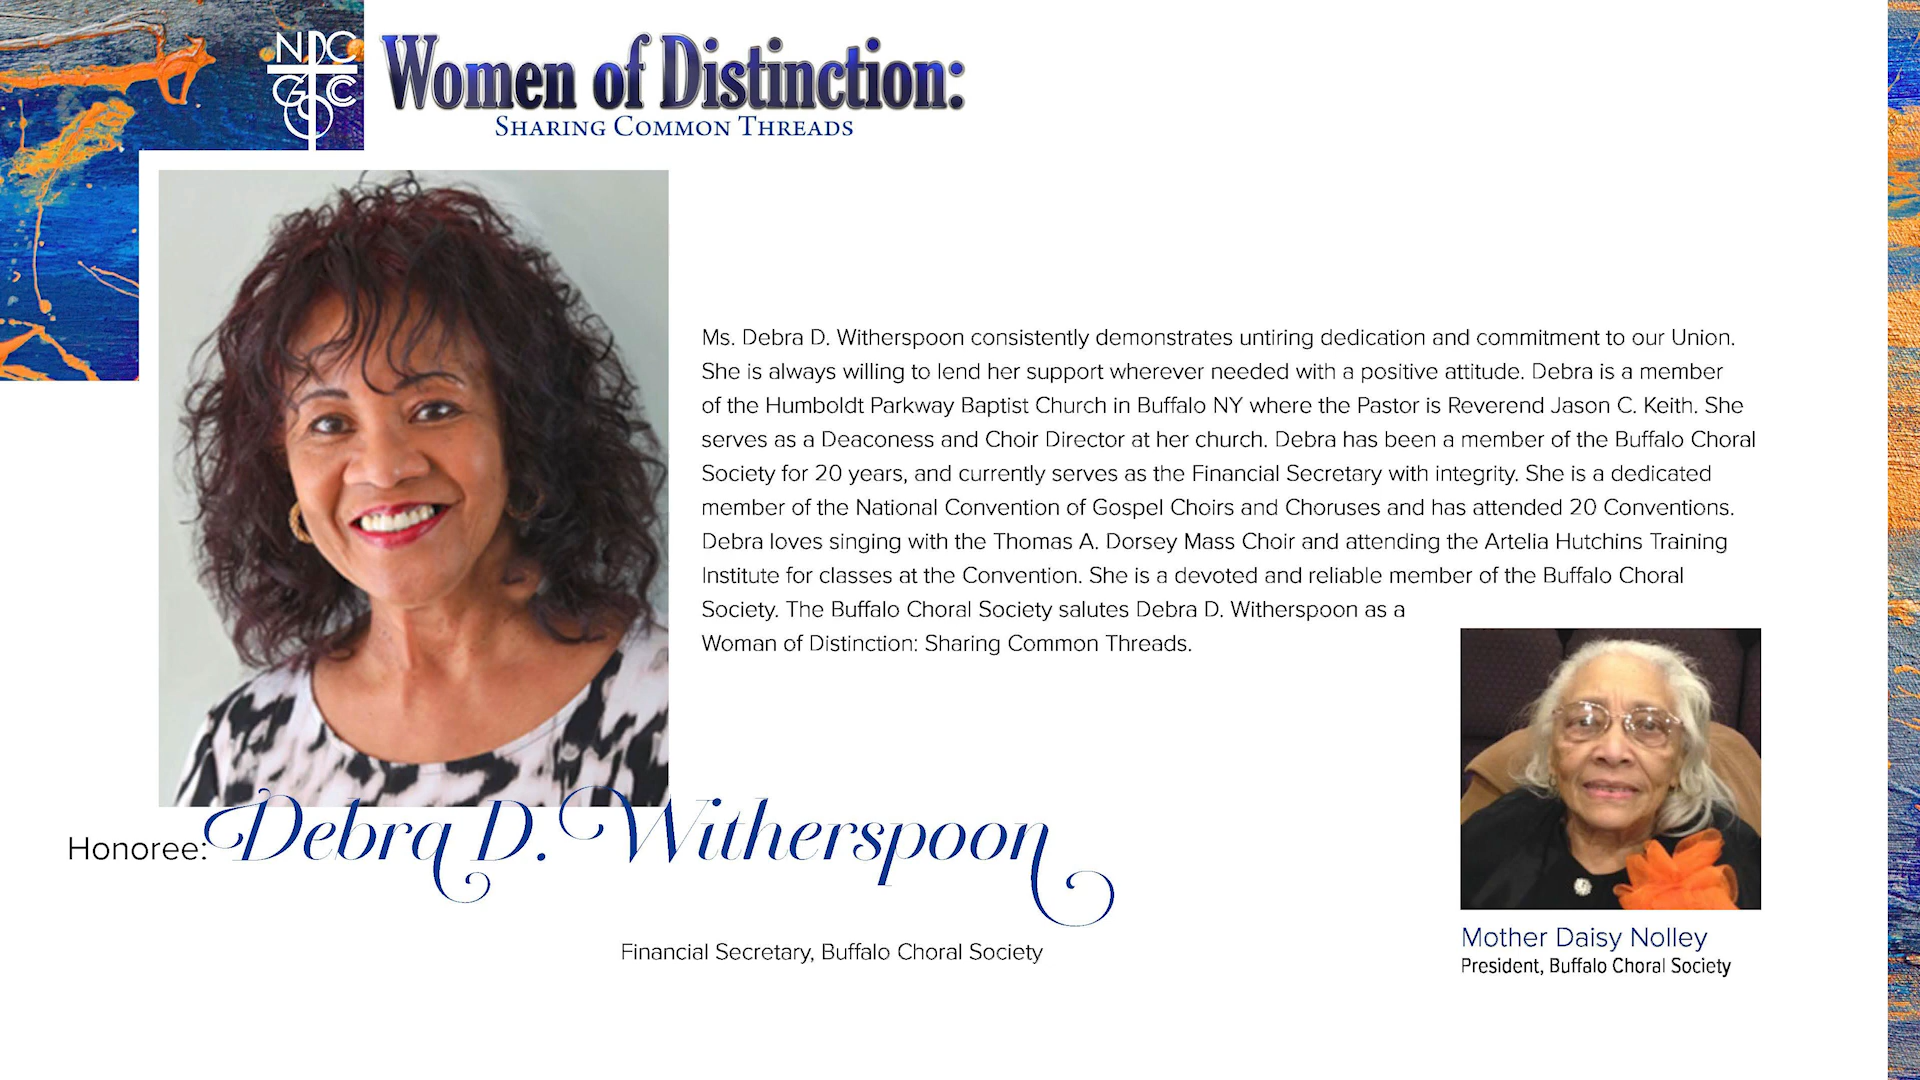 NCGCC
Women of Distinction:
Sharing Common Threads
Ms. Debra D. Witherspoon consistently demonstrates untiring dedication and commitment to our Union.
She is always willing to lend her support wherever needed with a positive attitude. Debra is a member
of the Humboldt Parkway Baptist Church in Buffalo NY where the Pastor is Reverend Jason C. Keith. She
serves as a Deaconess and Choir Director at her church. Debra has been a member of the Buffalo Choral
Society for 20 years, and currently serves as the Financial Secretary with integrity. She is a dedicated
member of the National Convention of Gospel Choirs and Choruses and has attended 20 Conventions.
Debra loves singing with the Thomas A. Dorsey Mass Choir and attending the Artelia Hutchins Training
Institute for classes at the Convention. She is a devoted and reliable member of the Buffalo Choral
Society. The Buffalo Choral Society salutes Debra D. Witherspoon as a
Woman of Distinction: Sharing Common Threads.
Honoree: Debra D. Witherspoon
Financial Secretary, Buffalo Choral Society
Mother Daisy Nolley
President, Buffalo Choral Society